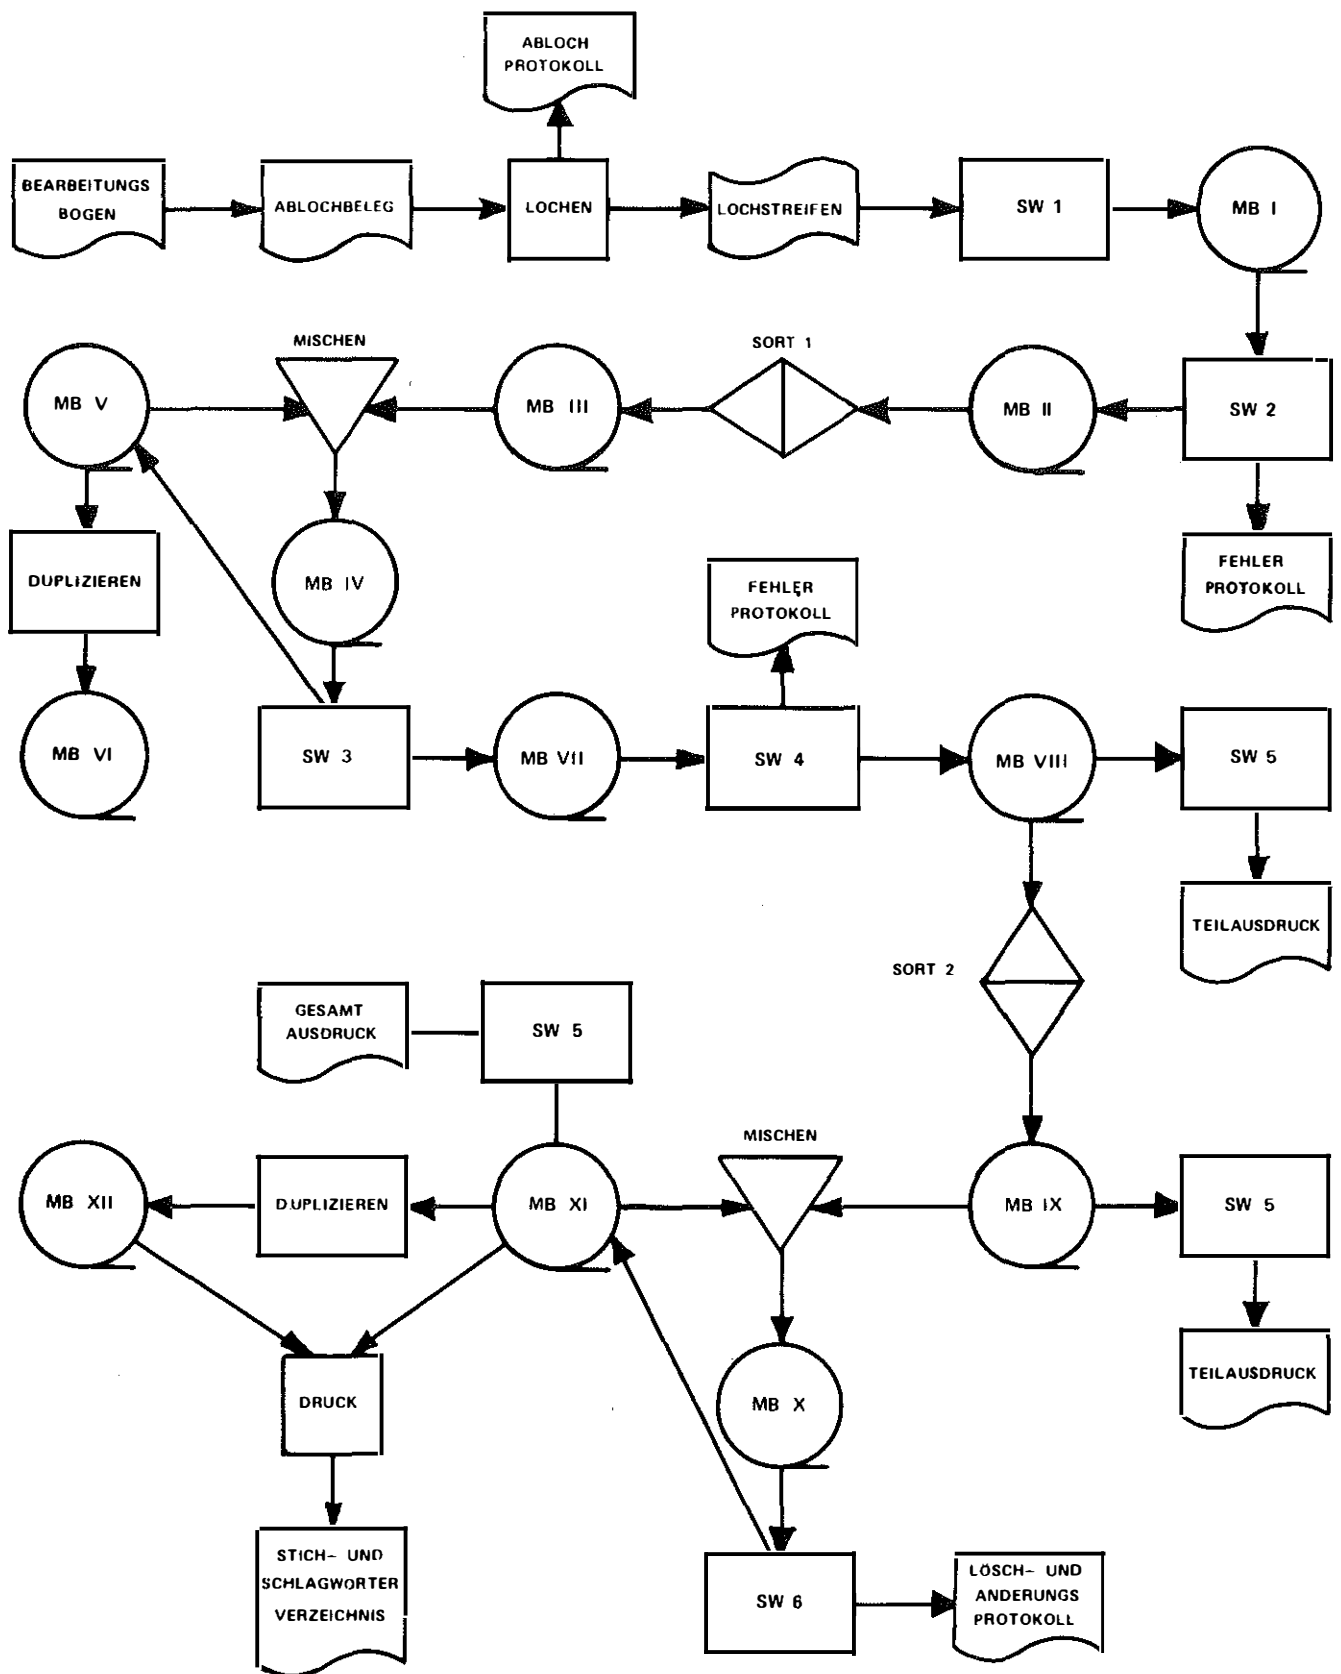 ABLOCH
PROTOKOLL
BEARBEITUNGS
BOGEN
ABLOCHBELEG
LOCHEN
LOCHSTREIFEN
SW 1
MB I
MISCHEN
SORT 1
MB V
MB III
MB II
SW 2
DUPLIZIEREN
MB IV
FEHLER
PROTOKOLL
FEHLER
PROTOKOLL
MB VI
SW 3
MB VII
SW 4
MB VIII
SW 5
TEILAUSDRUCK
SORT 2
GESAMT
AUSDRUCK
SW 5
MISCHEN
MB XII
DUPLIZIEREN
MB XI
MB IX
SW 5
DRUCK
MB X
TEILAUSDRUCK
STICH- UND
SCHLAGWORTER
VERZEICHNIS
SW 6
LÖSCH- UND
ANDERUNGS
PROTOKOLL